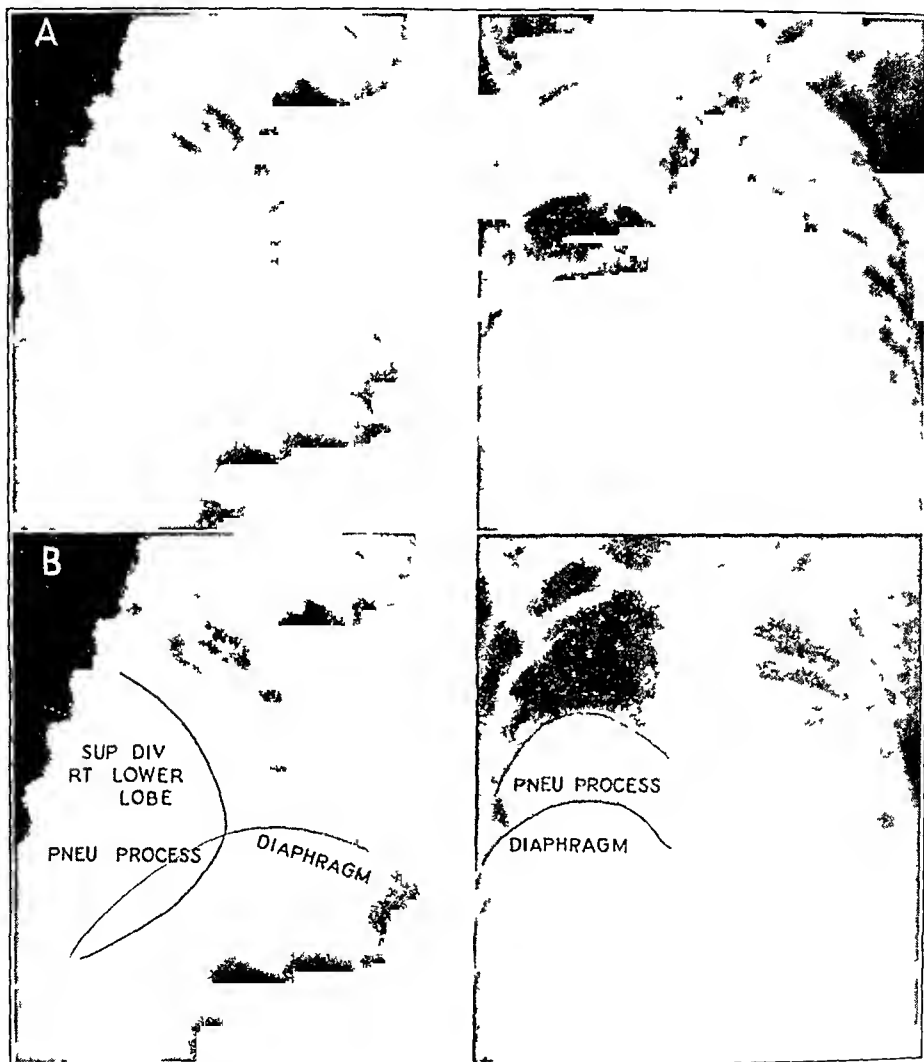 A
B
SUP DIV
RT LOWER
LOBE
PNEU PROCESS
DIAPHRAGM
PNEU PROCESS
DIAPHRAGM